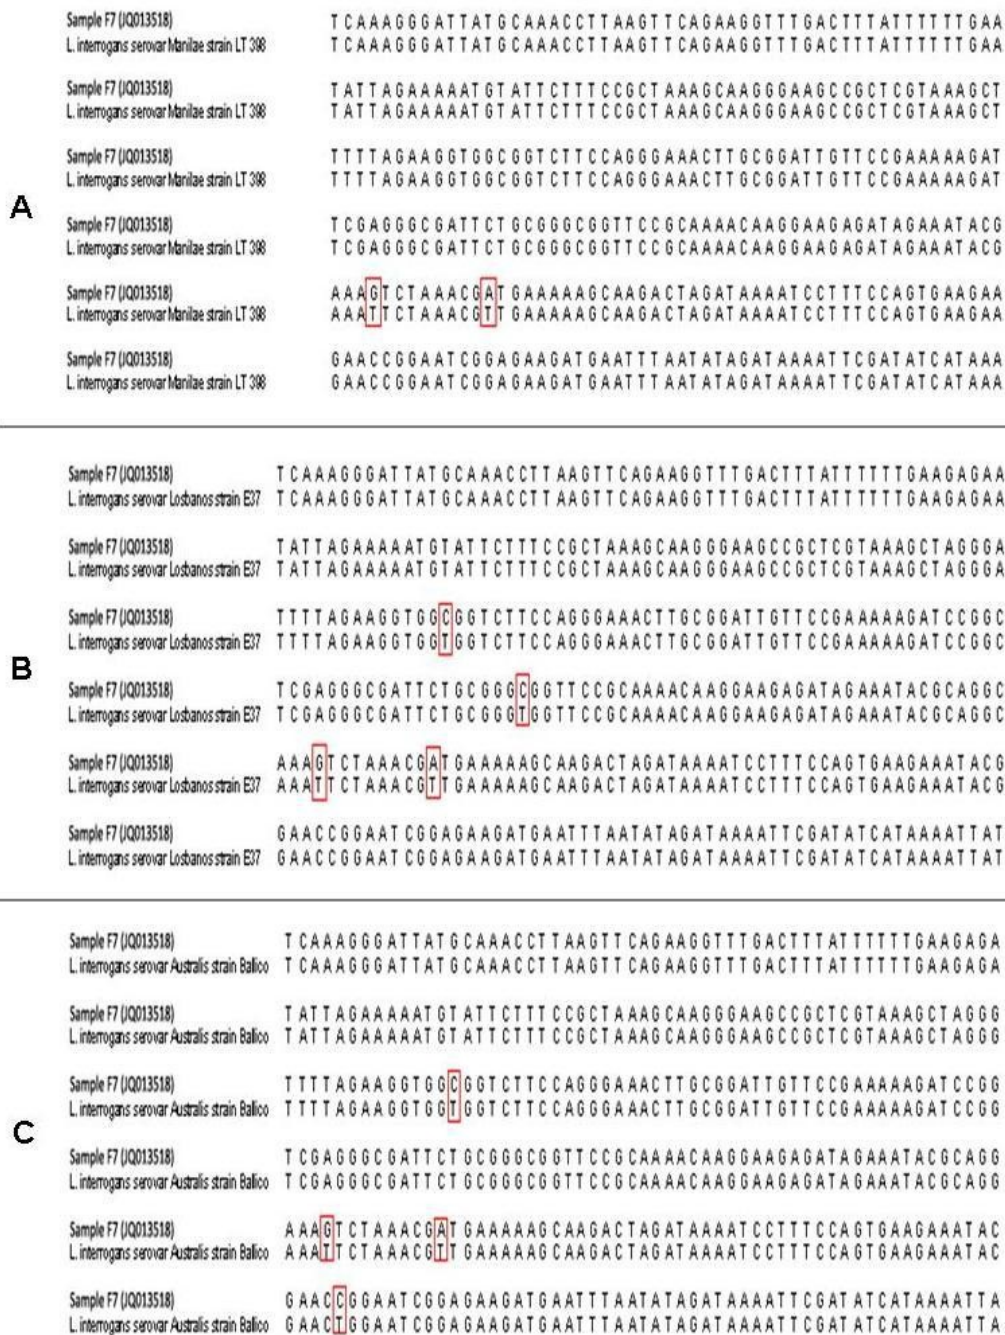 Sample F7 (JQ013518) TCAAAGGGATTATGCAAACCTTAAGTTCAGAAGGTTTGACTTTATTTTTTGAA
L. interrogans serovar Manilae strain LT 398 TCAAAGGGATTATGCAAACCTTAAGTTCAGAAGGTTTGACTTTATTTTTTGAA
Sample F7 (JQ013518) TATTAGAAAAATGTATTCTTTCCGCTAAAGCAAGGGAAGCCGCTCGTAAAGCT
L. interrogans serovar Manilae strain LT 398 TATTAGAAAAATGTATTCTTTCCGCTAAAGCAAGGGAAGCCGCTCGTAAAGCT
Sample F7 (JQ013518) TTTTAGAAGGTGGCGGTCTTCCAGGGAAACTTGCGGATTGTTCCGAAAAAGAT
L. interrogans serovar Manilae strain LT 398 TTTTAGAAGGTGGCGGTCTTCCAGGGAAACTTGCGGATTGTTCCGAAAAAGAT
A
Sample F7 (JQ013518) TCGAGGGCGATTCTGCGGGCGGTTCCGCAAAACAAGGAAGAGATAGAAATACG
L. interrogans serovar Manilae strain LT 398 TCGAGGGCGATTCTGCGGGCGGTTCCGCAAAACAAGGAAGAGATAGAAATACG
Sample F7 (JQ013518) AAAGTCTAAACGATGAAAAAGCAAGACTAGATAAAATCCTTTCCAGTGAAGAA
L. interrogans serovar Manilae strain LT 398 AAATTCTAAACGTTGAAAAAGCAAGACTAGATAAAATCCTTTCCAGTGAAGAA
Sample F7 (JQ013518) GAACCGGAATCGGAGAAGATGAATTTAATATAGATAAAATTCGATATCATAAA
L. interrogans serovar Manilae strain LT 398 GAACCGGAATCGGAGAAGATGAATTTAATATAGATAAAATTCGATATCATAAA
Sample F7 (JQ013518) TCAAAGGGATTATGCAAACCTTAAGTTCAGAAGGTTTGACTTTATTTTTTGAAGAGAA
L. interrogans serovar Losbanos strain E37 TCAAAGGGATTATGCAAACCTTAAGTTCAGAAGGTTTGACTTTATTTTTTGAAGAGAA
Sample F7 (JQ013518) TATTAGAAAAATGTATTCTTTCCGCTAAAGCAAGGGAAGCCGCTCGTAAAGCTAGGGA
L. interrogans serovar Losbanos strain E37 TATTAGAAAAATGTATTCTTTCCGCTAAAGCAAGGGAAGCCGCTCGTAAAGCTAGGGA
Sample F7 (JQ013518) TTTTAGAAGGTGGCGGTCTTCCAGGGAAACTTGCGGATTGTTCCGAAAAAGATCCGGC
L. interrogans serovar Losbanos strain E37 TTTTAGAAGGTGGTGGTCTTCCAGGGAAACTTGCGGATTGTTCCGAAAAAGATCCGGC
B
Sample F7 (JQ013518) TCGAGGGCGATTCTGCGGGCGGTTCCGCAAAACAAGGAAGAGATAGAAATACGCAGGC
L. interrogans serovar Losbanos strain E37 TCGAGGGCGATTCTGCGGGTGGTTCCGCAAAACAAGGAAGAGATAGAAATACGCAGGC
Sample F7 (JQ013518) AAAGTCTAAACGATGAAAAAGCAAGACTAGATAAAATCCTTTCCAGTGAAGAAATACG
L. interrogans serovar Losbanos strain E37 AAATTCTAAACGTTGAAAAAGCAAGACTAGATAAAATCCTTTCCAGTGAAGAAATACG
Sample F7 (JQ013518) GAACCGGAATCGGAGAAGATGAATTTAATATAGATAAAATTCGATATCATAAAATTAT
L. interrogans serovar Losbanos strain E37 GAACCGGAATCGGAGAAGATGAATTTAATATAGATAAAATTCGATATCATAAAATTAT
Sample F7 (JQ013518) TCAAAGGGATTATGCAAACCTTAAGTTCAGAAGGTTTGACTTTATTTTTTGAAGAGA
L. interrogans serovar Australis strain Ballico TCAAAGGGATTATGCAAACCTTAAGTTCAGAAGGTTTGACTTTATTTTTTGAAGAGA
Sample F7 (JQ013518) TATTAGAAAAATGTATTCTTTCCGCTAAAGCAAGGGAAGCCGCTCGTAAAGCTAGGG
L. interrogans serovar Australis strain Ballico TATTAGAAAAATGTATTCTTTCCGCTAAAGCAAGGGAAGCCGCTCGTAAAGCTAGGG
Sample F7 (JQ013518) TTTTAGAAGGTGGCGGTCTTCCAGGGAAACTTGCGGATTGTTCCGAAAAAGATCCGG
L. interrogans serovar Australis strain Ballico TTTTAGAAGGTGGTGGTCTTCCAGGGAAACTTGCGGATTGTTCCGAAAAAGATCCGG
C
Sample F7 (JQ013518) TCGAGGGCGATTCTGCGGGCGGTTCCGCAAAACAAGGAAGAGATAGAAATACGCAGG
L. interrogans serovar Australis strain Ballico TCGAGGGCGATTCTGCGGGCGGTTCCGCAAAACAAGGAAGAGATAGAAATACGCAGG
Sample F7 (JQ013518) AAAGTCTAAACGATGAAAAAGCAAGACTAGATAAAATCCTTTCCAGTGAAGAAATAC
L. interrogans serovar Australis strain Ballico AAATTCTAAACGTTGAAAAAGCAAGACTAGATAAAATCCTTTCCAGTGAAGAAATAC
Sample F7 (JQ013518) GAACCGGAATCGGAGAAGATGAATTTAATATAGATAAAATTCGATATCATAAAATTA
L. interrogans serovar Australis strain Ballico GAACTGGAATCGGAGAAGATGAATTTAATATAGATAAAATTCGATATCATAAAATTA